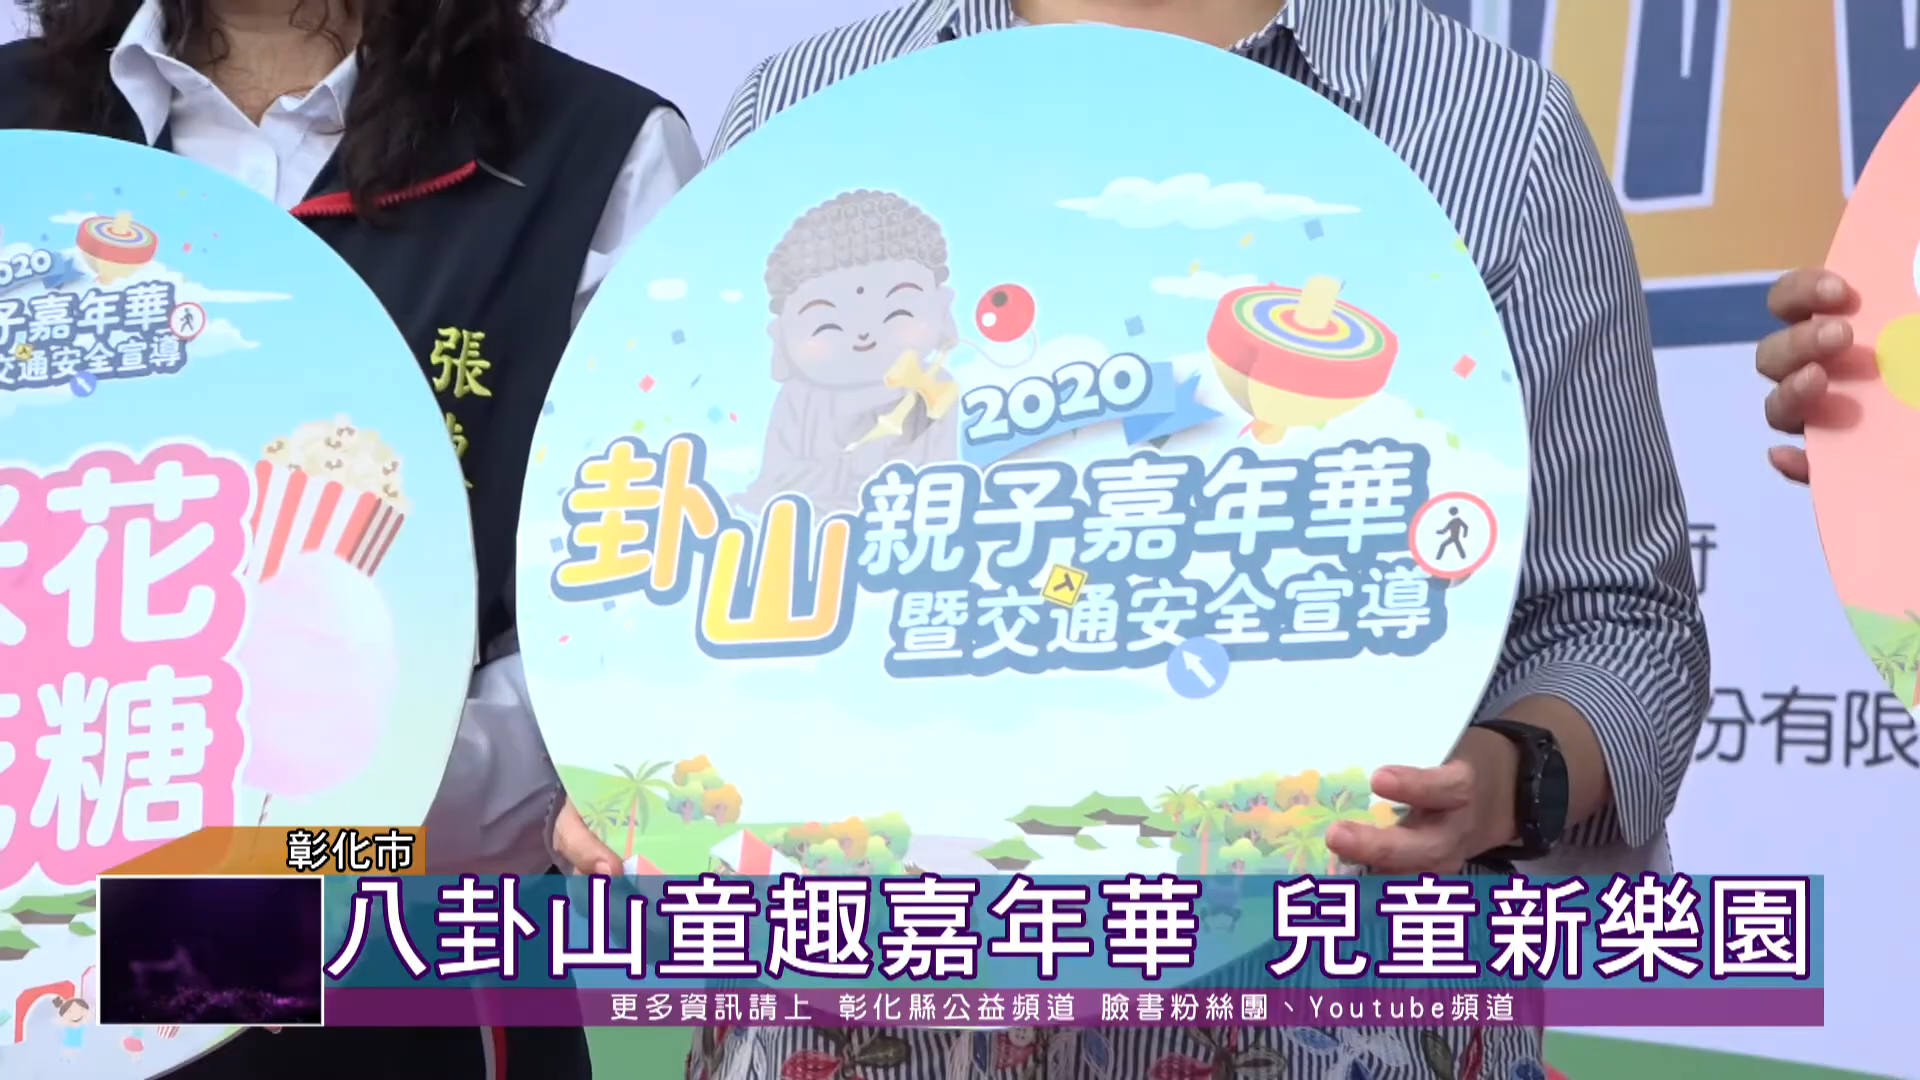 2020
卦山親子嘉年華
暨交通安全宣導
子嘉年華
交通安全宣導
花
糖
張
份有限
彰化市
八卦山童趣嘉年華 兒童新樂園
更多資訊請上 彰化縣公益頻道 臉書粉絲團、Youtube頻道